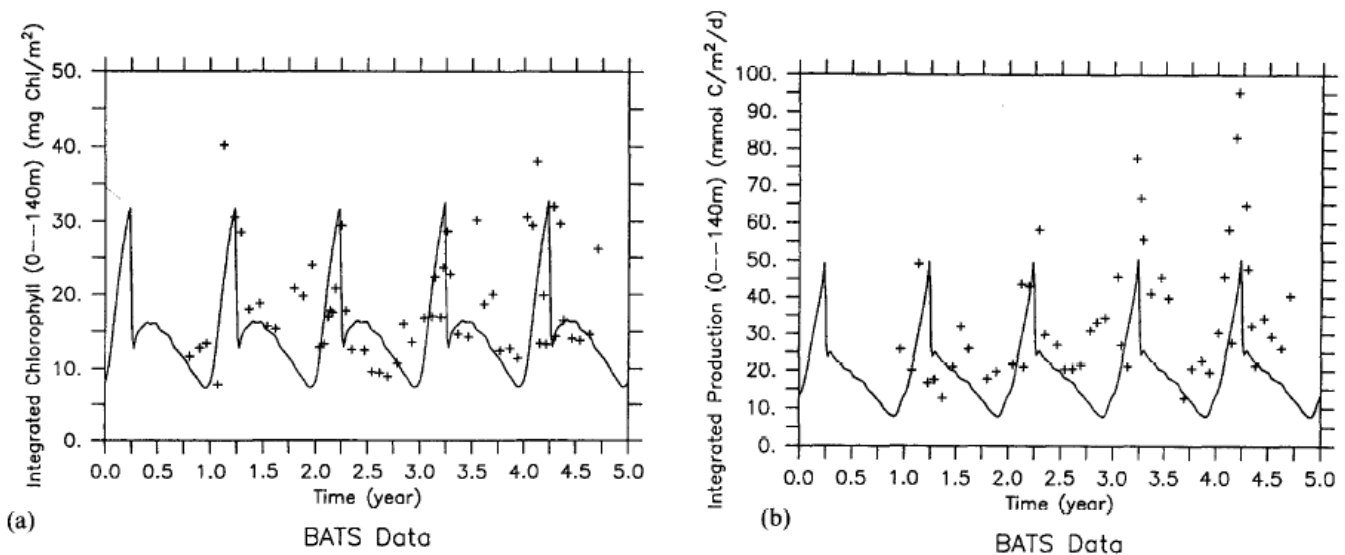 Integrated Chlorophyll (0---140m) (mg Chl/m²)
50.
40.
30.
20.
10.
0.
0.0 0.5 1.0 1.5 2.0 2.5 3.0 3.5 4.0 4.5 5.0
Time (year)
(a)
BATS Data
Integrated Production (0---140m) (mmol C/m²/d)
100.
90.
80.
70.
60.
50.
40.
30.
20.
10.
0.
0.0 0.5 1.0 1.5 2.0 2.5 3.0 3.5 4.0 4.5 5.0
Time (year)
(b)
BATS Data